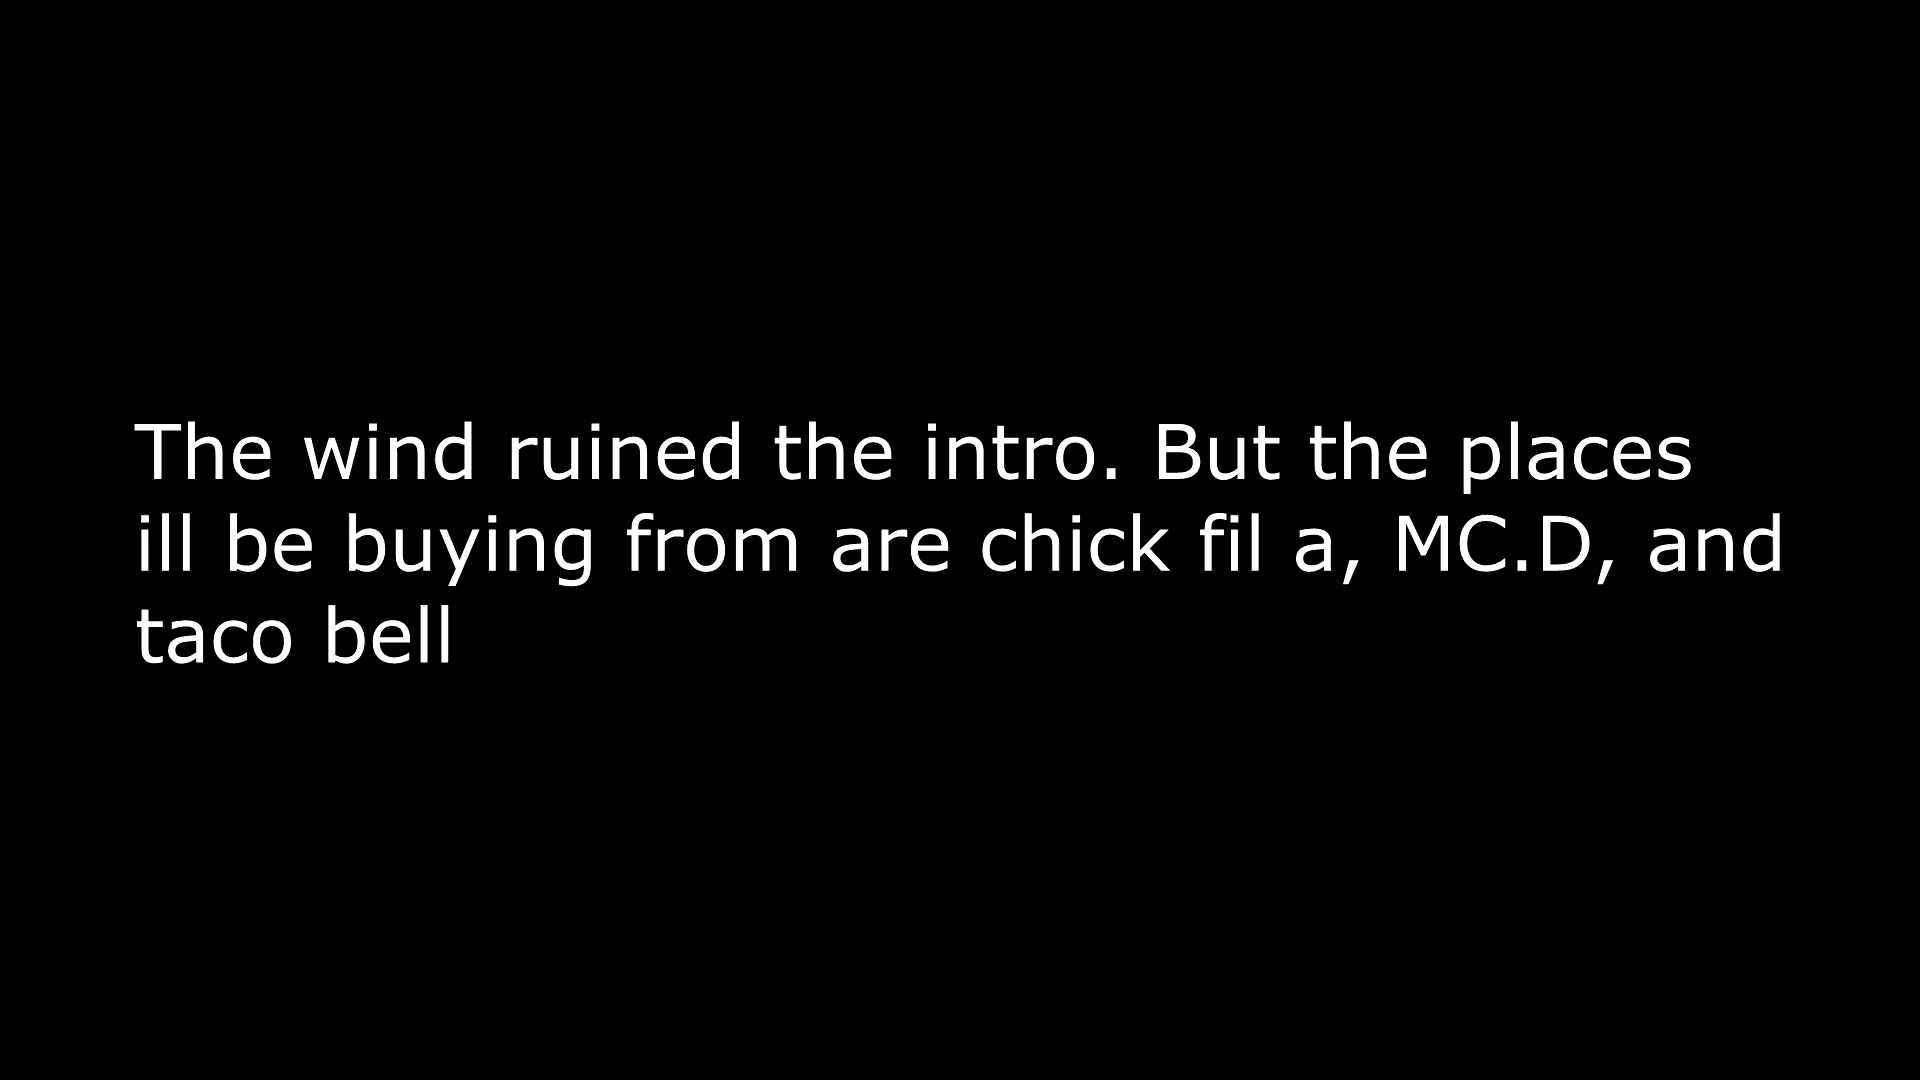 The wind ruined the intro. But the places
ill be buying from are chick fil a, MC.D, and
taco bell